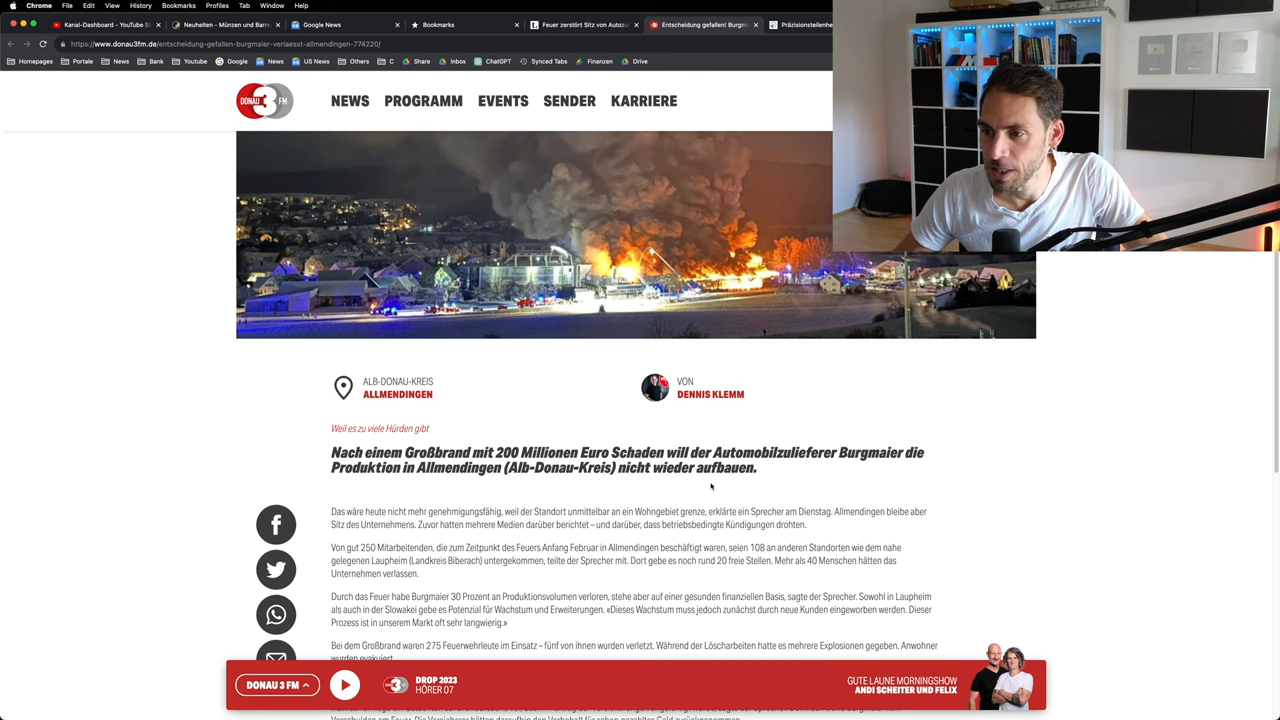 Chrome File Edit View History Bookmarks Profiles Tab Window Help
Kanal-Dashboard - YouTube St
Neuheiten – Münzen und Barre
Google News
Bookmarks
Feuer zerstört Sitz von Autozu
Entscheidung gefallen! Burgm
Präzisionsteilenhe
https://www.donau3fm.de/entscheidung-gefallen-burgmaier-verlaesst-allmendingen-774220/
Homepages Portale News Bank Youtube Google News US News Others C Share Inbox ChatGPT Synced Tabs Finanzen Drive
DONAU 3 FM
NEWS PROGRAMM EVENTS SENDER KARRIERE
ALB-DONAU-KREIS
ALLMENDINGEN
VON
DENNIS KLEMM
Weil es zu viele Hürden gibt
Nach einem Großbrand mit 200 Millionen Euro Schaden will der Automobilzulieferer Burgmaier die
Produktion in Allmendingen (Alb-Donau-Kreis) nicht wieder aufbauen.
Das wäre heute nicht mehr genehmigungsfähig, weil der Standort unmittelbar an ein Wohngebiet grenze, erklärte ein Sprecher am Dienstag. Allmendingen bleibe aber
Sitz des Unternehmens. Zuvor hatten mehrere Medien darüber berichtet – und darüber, dass betriebsbedingte Kündigungen drohten.
Von gut 250 Mitarbeitenden, die zum Zeitpunkt des Feuers Anfang Februar in Allmendingen beschäftigt waren, seien 108 an anderen Standorten wie dem nahe
gelegenen Laupheim (Landkreis Biberach) untergekommen, teilte der Sprecher mit. Dort gebe es noch rund 20 freie Stellen. Mehr als 40 Menschen hätten das
Unternehmen verlassen.
Durch das Feuer habe Burgmaier 30 Prozent an Produktionsvolumen verloren, stehe aber auf einer gesunden finanziellen Basis, sagte der Sprecher. Sowohl in Laupheim
als auch in der Slowakei gebe es Potenzial für Wachstum und Erweiterungen. «Dieses Wachstum muss jedoch zunächst durch neue Kunden eingeworben werden. Dieser
Prozess ist in unserem Markt oft sehr langwierig.»
Bei dem Großbrand waren 275 Feuerwehrleute im Einsatz – fünf von ihnen wurden verletzt. Während der Löscharbeiten hatte es mehrere Explosionen gegeben. Anwohner
wurden evakuiert.
DONAU 3 FM
DROP 2023
HÖRER 07
GUTE LAUNE MORNINGSHOW
ANDI SCHEITER UND FELIX